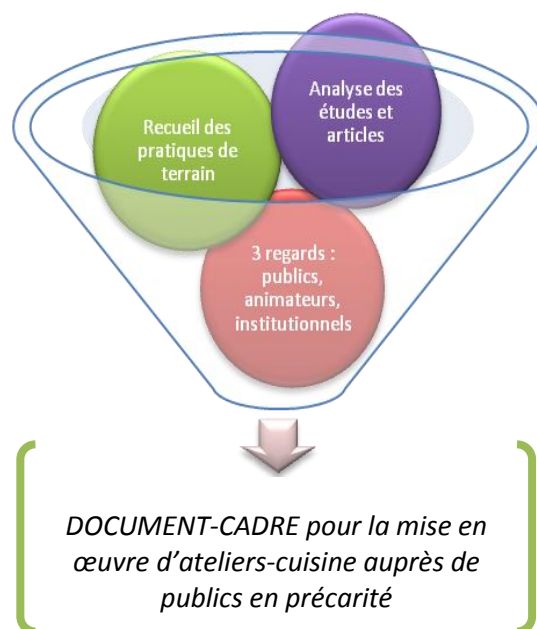 Recueil des
pratiques de
terrain
Analyse des
études et
articles
3 regards :
publics,
animateurs,
institutionnels
DOCUMENT-CADRE pour la mise en
œuvre d’ateliers-cuisine auprès de
publics en précarité